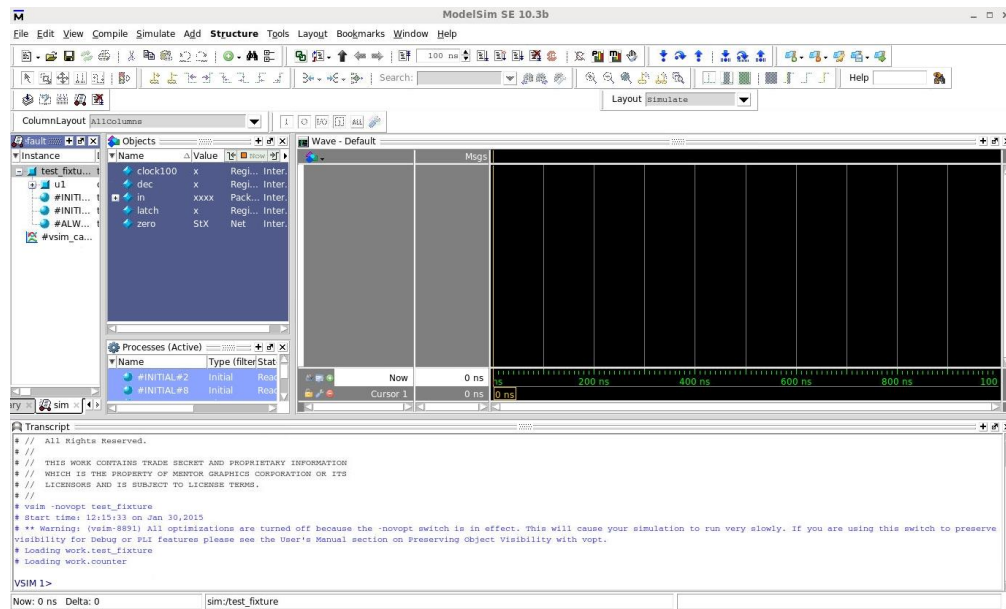 ModelSim SE 10.3b
File Edit View Compile Simulate Add Structure Tools Layout Bookmarks Window Help
100 ns
Search:
Help
Layout Simulate
ColumnLayout AllColumns
fault
Instance
test_fixtu...
u1
#INITI...
#INITI...
#ALW...
#vsim_ca...
sim
Objects
Name Value Now
clock100 x Regi... Inter.
dec x Regi... Inter.
in xxxx Pack... Inter.
latch x Regi... Inter.
zero StX Net Inter.
Processes (Active)
Name Type (filter Stat
#INITIAL#2 Initial Read
#INITIAL#8 Initial Read
Wave - Default
Msgs
Now 0 ns
Cursor 1 0 ns
ns 200 ns 400 ns 600 ns 800 ns 100
0 ns
Transcript
# // All Rights Reserved.
# //
# // THIS WORK CONTAINS TRADE SECRET AND PROPRIETARY INFORMATION
# // WHICH IS THE PROPERTY OF MENTOR GRAPHICS CORPORATION OR ITS
# // LICENSORS AND IS SUBJECT TO LICENSE TERMS.
# //
# vsim -novopt test_fixture
# Start time: 12:15:33 on Jan 30,2015
# ** Warning: (vsim-8891) All optimizations are turned off because the -novopt switch is in effect. This will cause your simulation to run very slowly. If you are using this switch to preserve
visibility for Debug or PLI features please see the User's Manual section on Preserving Object Visibility with vopt.
# Loading work.test_fixture
# Loading work.counter
VSIM 1>
Now: 0 ns Delta: 0
sim:/test_fixture